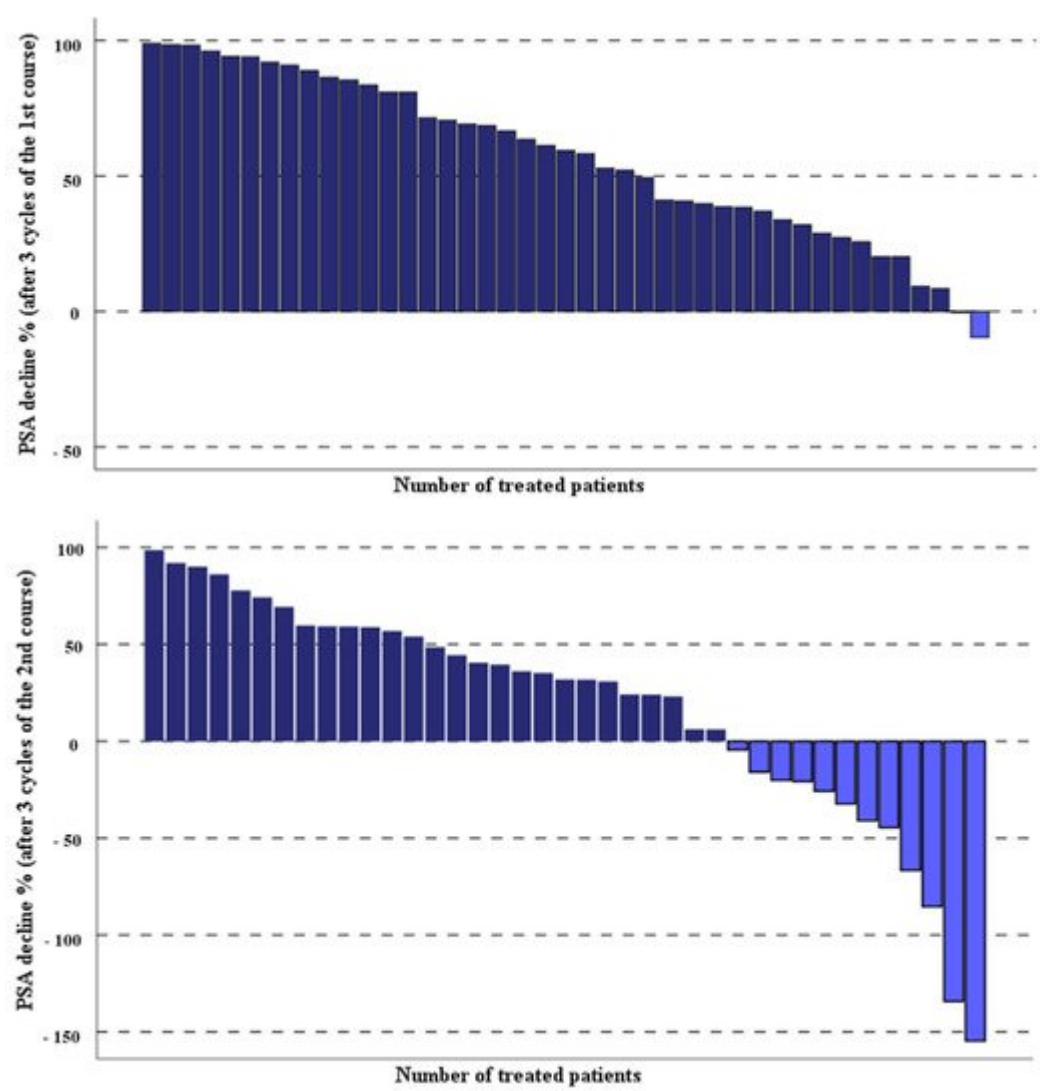 PSA decline % (after 3 cycles of the 1st course)
100
50
0
- 50
Number of treated patients
PSA decline % (after 3 cycles of the 2nd course)
100
50
0
- 50
- 100
- 150
Number of treated patients